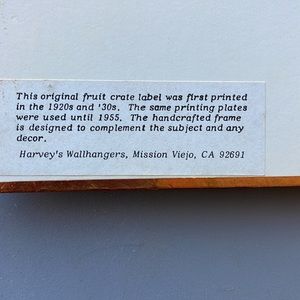 This original fruit crate label was first printed
in the 1920s and '30s. The same printing plates
were used until 1955. The handcrafted frame
is designed to complement the subject and any
decor.
Harvey's Wallhangers, Mission Viejo, CA 92691